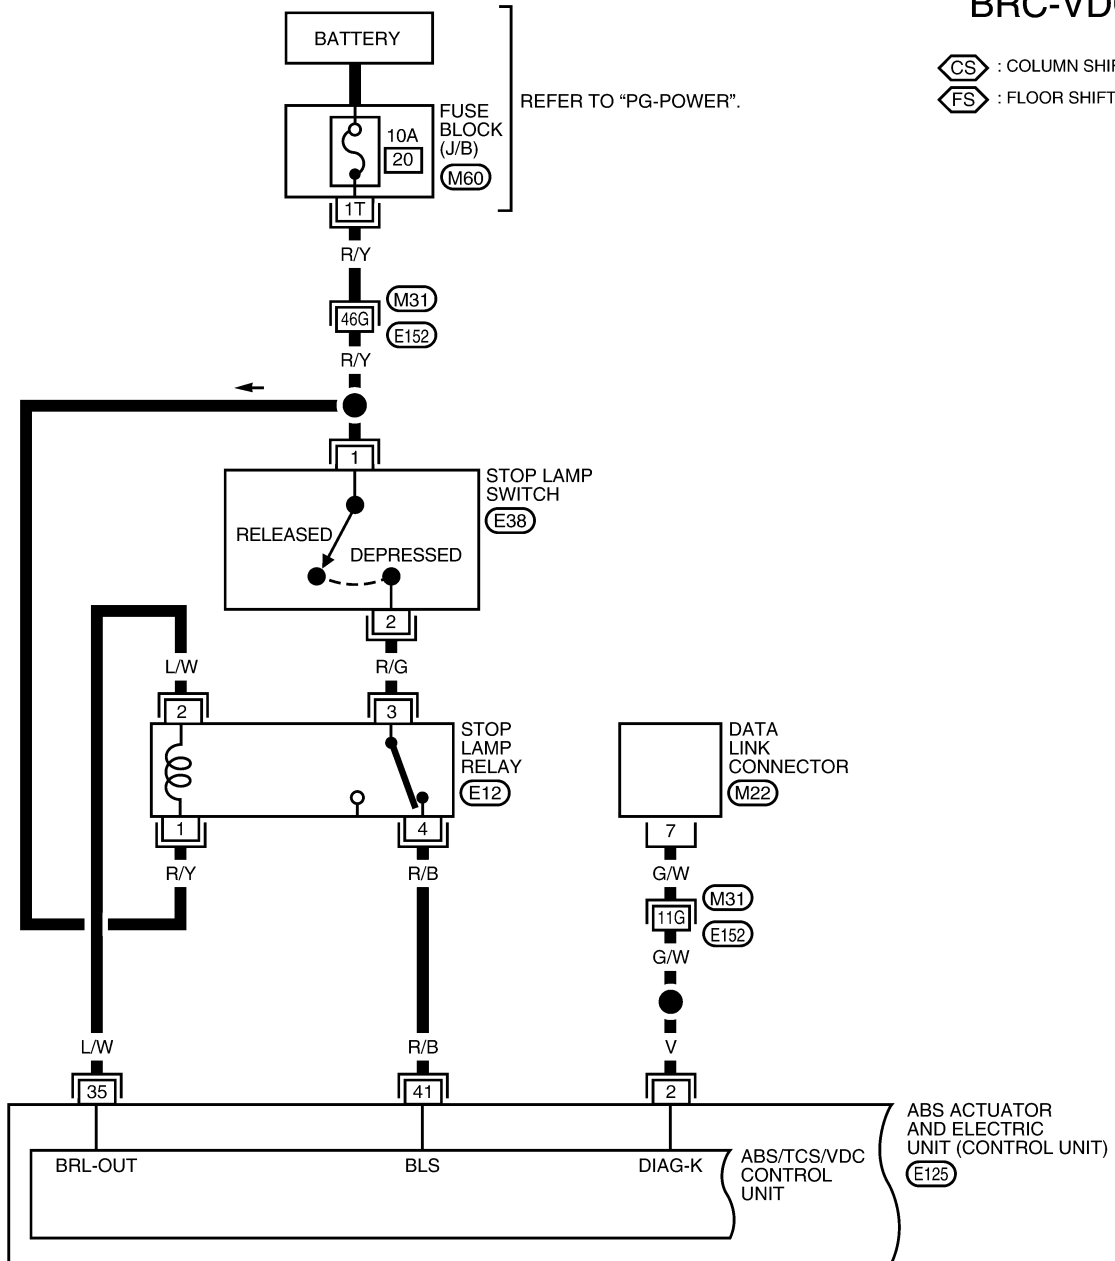 BRC-VD
BATTERY
CS : COLUMN SHIF
FS : FLOOR SHIFT
REFER TO “PG-POWER”.
FUSE
BLOCK
(J/B)
10A
20
M60
1T
R/Y
M31
46G
E152
R/Y
1
STOP LAMP
SWITCH
E38
RELEASED
DEPRESSED
2
L/W
R/G
2
3
STOP
LAMP
RELAY
E12
DATA
LINK
CONNECTOR
M22
1
4
7
R/Y
R/B
G/W
M31
11G
E152
G/W
L/W
R/B
V
35
41
2
ABS ACTUATOR
AND ELECTRIC
UNIT (CONTROL UNIT)
E125
BRL-OUT
BLS
DIAG-K
ABS/TCS/VDC
CONTROL
UNIT